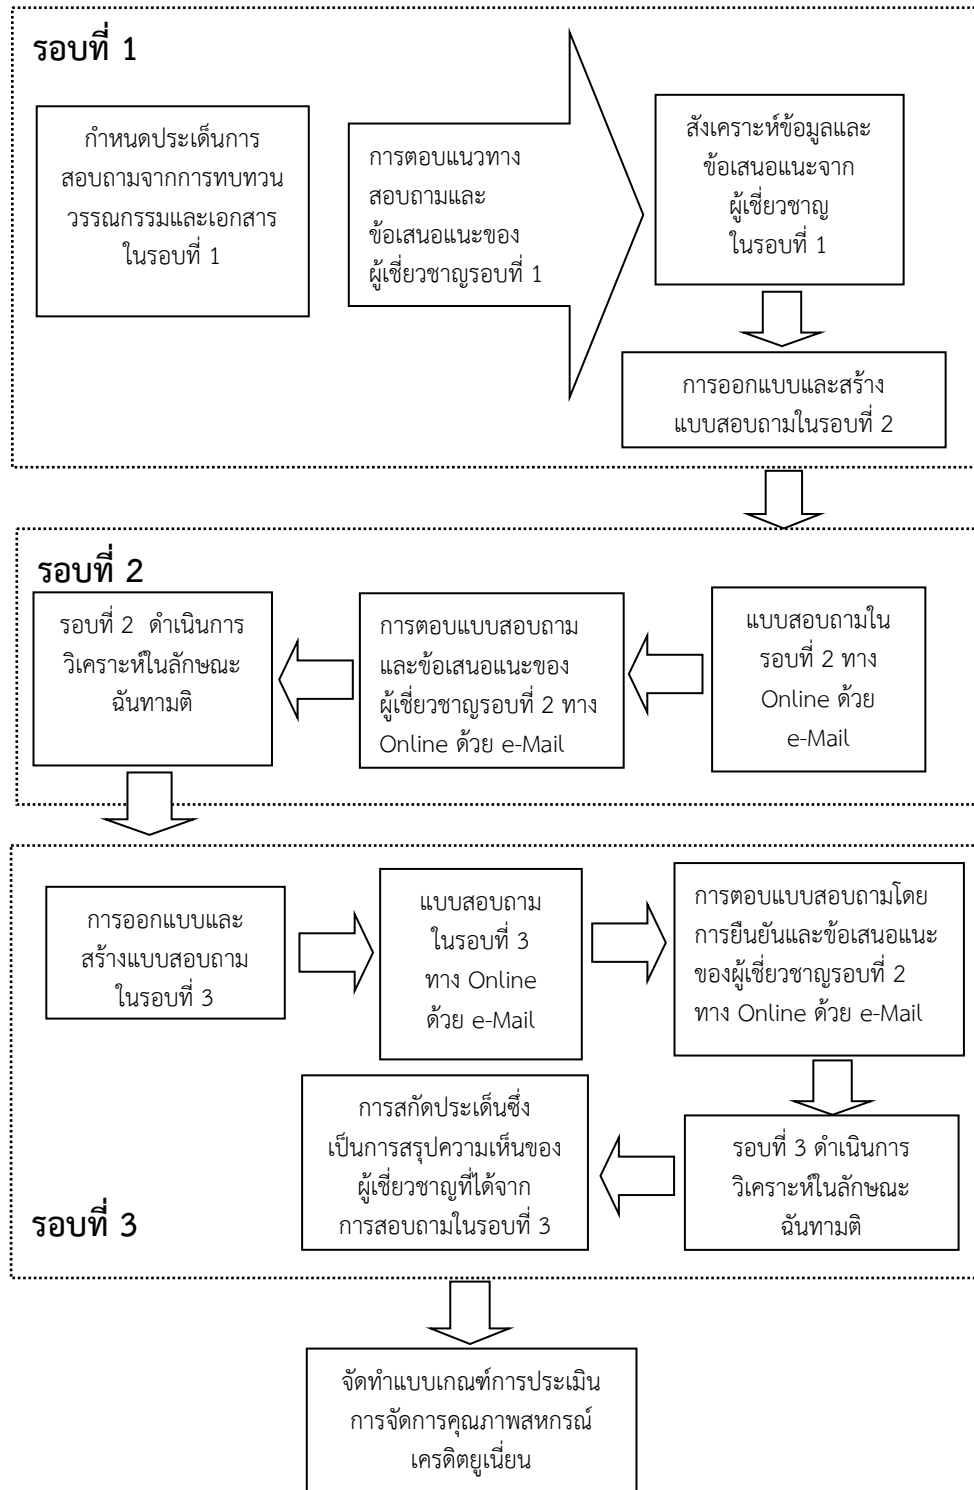 รอบที่ 1
กำหนดประเด็นการ
สอบถามจากการทบทวน
วรรณกรรมและเอกสาร
ในรอบที่ 1
การตอบแนวทาง
สอบถามและ
ข้อเสนอแนะของ
ผู้เชี่ยวชาญรอบที่ 1
สังเคราะห์ข้อมูลและ
ข้อเสนอแนะจาก
ผู้เชี่ยวชาญ
ในรอบที่ 1
การออกแบบและสร้าง
แบบสอบถามในรอบที่ 2
รอบที่ 2
แบบสอบถามใน
รอบที่ 2 ทาง
Online ด้วย
e-Mail
การตอบแบบสอบถาม
และข้อเสนอแนะของ
ผู้เชี่ยวชาญรอบที่ 2 ทาง
Online ด้วย e-Mail
รอบที่ 2 ดำเนินการ
วิเคราะห์ในลักษณะ
ฉันทามติ
การออกแบบและ
สร้างแบบสอบถาม
ในรอบที่ 3
แบบสอบถาม
ในรอบที่ 3
ทาง Online
ด้วย e-Mail
การตอบแบบสอบถามโดย
การยืนยันและข้อเสนอแนะ
ของผู้เชี่ยวชาญรอบที่ 2
ทาง Online ด้วย e-Mail
รอบที่ 3 ดำเนินการ
วิเคราะห์ในลักษณะ
ฉันทามติ
การสกัดประเด็นซึ่ง
เป็นการสรุปความเห็นของ
ผู้เชี่ยวชาญที่ได้จาก
การสอบถามในรอบที่ 3
รอบที่ 3
จัดทำแบบเกณฑ์การประเมิน
การจัดการคุณภาพสหกรณ์
เครดิตยูเนี่ยน